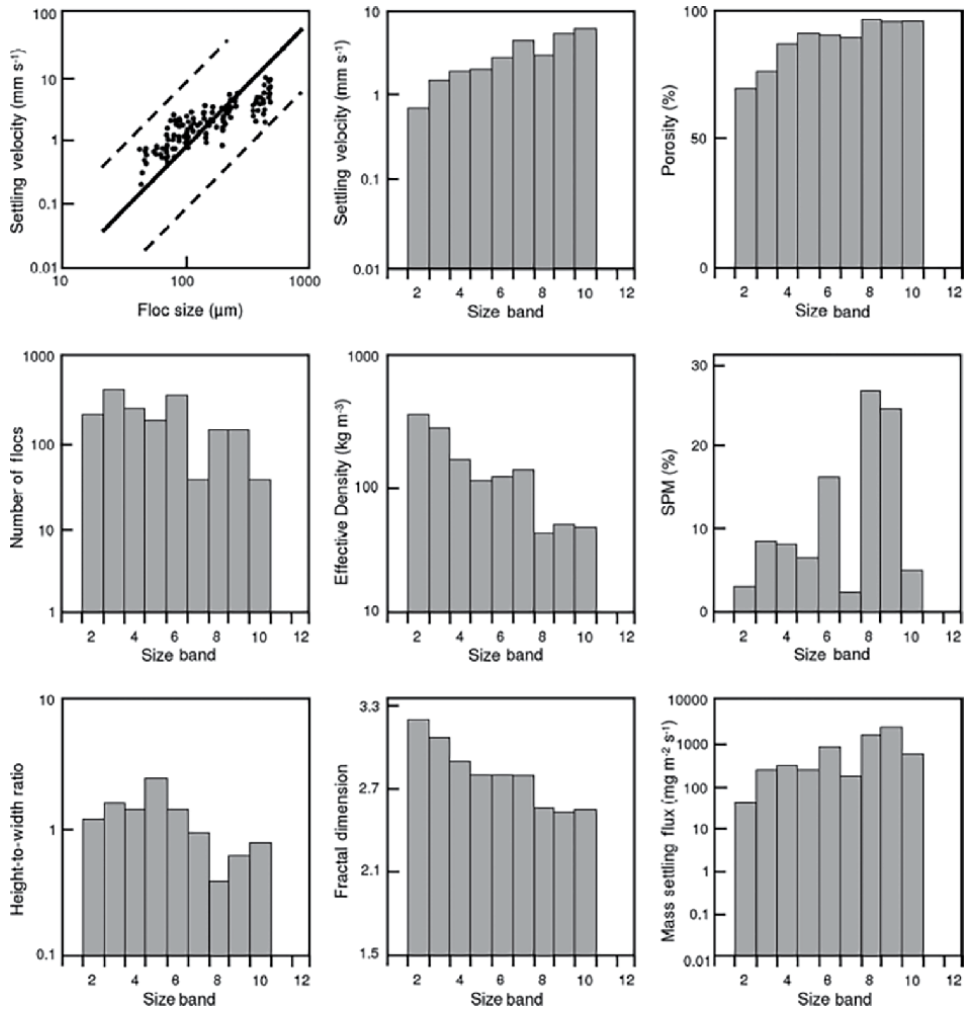 100
10
1
0.1
0.01
Settling velocity (mm s⁻¹)
10 100 1000
Floc size (µm)
10
1
0.1
0.01
Settling velocity (mm s⁻¹)
2 4 6 8 10 12
Size band
100
50
0
Porosity (%)
2 4 6 8 10 12
Size band
1000
100
10
1
Number of flocs
2 4 6 8 10 12
Size band
1000
100
10
Effective Density (kg m⁻³)
2 4 6 8 10 12
Size band
30
20
10
0
SPM (%)
2 4 6 8 10 12
Size band
10
1
0.1
Height-to-width ratio
2 4 6 8 10 12
Size band
3.3
2.7
2.1
1.5
Fractal dimension
2 4 6 8 10 12
Size band
10000
1000
100
10
1
0.1
0.01
Mass settling flux (mg m⁻² s⁻¹)
2 4 6 8 10 12
Size band